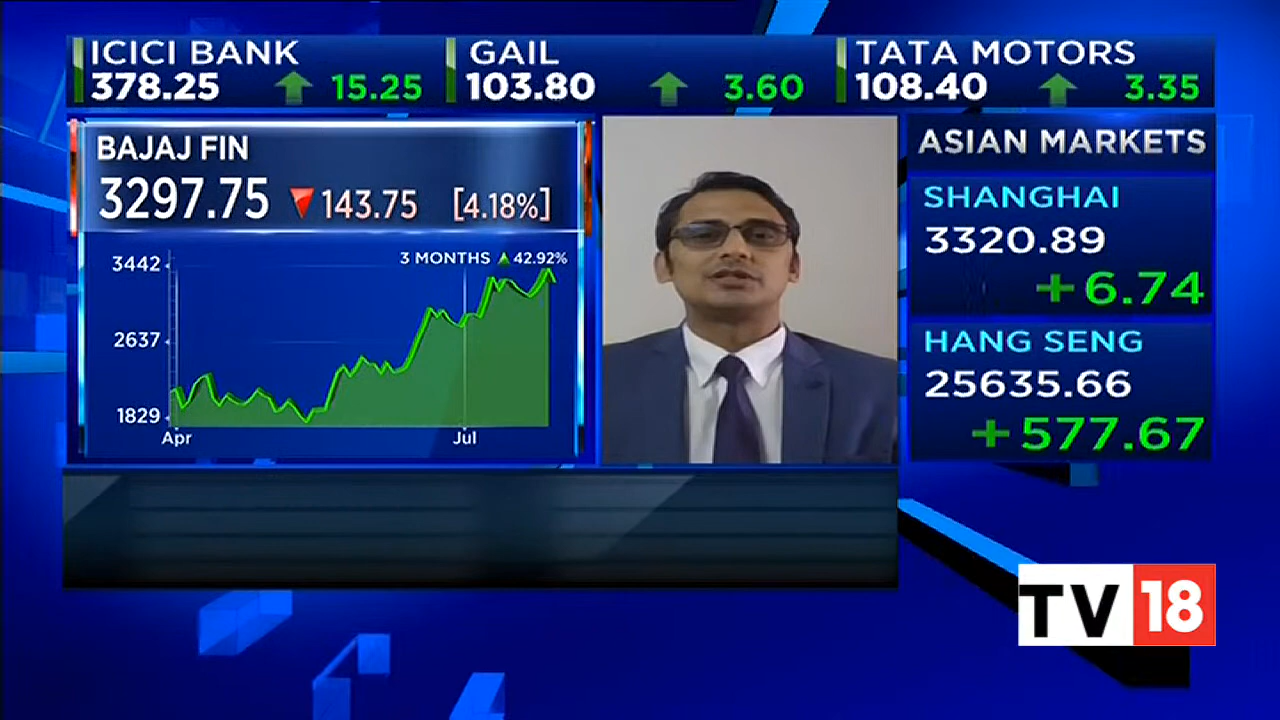 ICICI BANK
378.25 15.25
GAIL
103.80 3.60
TATA MOTORS
108.40 3.35
BAJAJ FIN
3297.75 143.75 [4.18%]
3 MONTHS 42.92%
3442
2637
1829
Apr Jul
ASIAN MARKETS
SHANGHAI
3320.89
+6.74
HANG SENG
25635.66
+577.67
TV18